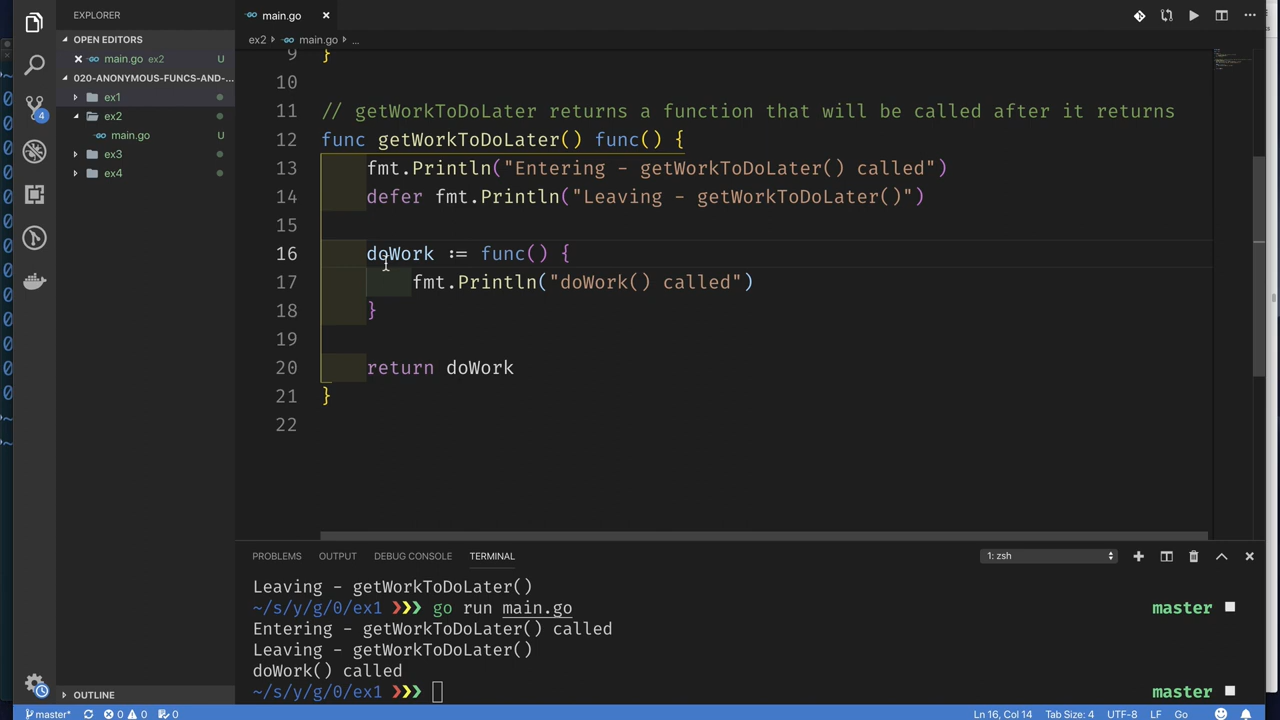 EXPLORER
OPEN EDITORS
main.go ex2 U
020-ANONYMOUS-FUNCS-AND-...
ex1
ex2
main.go U
ex3
ex4
OUTLINE
4
main.go
ex2 main.go ...
9 }
10
11 // getWorkToDoLater returns a function that will be called after it returns
12 func getWorkToDoLater() func() {
13 fmt.Println("Entering - getWorkToDoLater() called")
14 defer fmt.Println("Leaving - getWorkToDoLater()")
15
16 doWork := func() {
17 fmt.Println("doWork() called")
18 }
19
20 return doWork
21 }
22
PROBLEMS OUTPUT DEBUG CONSOLE TERMINAL 1: zsh
Leaving - getWorkToDoLater()
~/s/y/g/0/ex1 ❯❯❯ go run main.go master
Entering - getWorkToDoLater() called
Leaving - getWorkToDoLater()
doWork() called
~/s/y/g/0/ex1 ❯❯❯ master
master* 0 0 0 Ln 16, Col 14 Tab Size: 4 UTF-8 LF Go